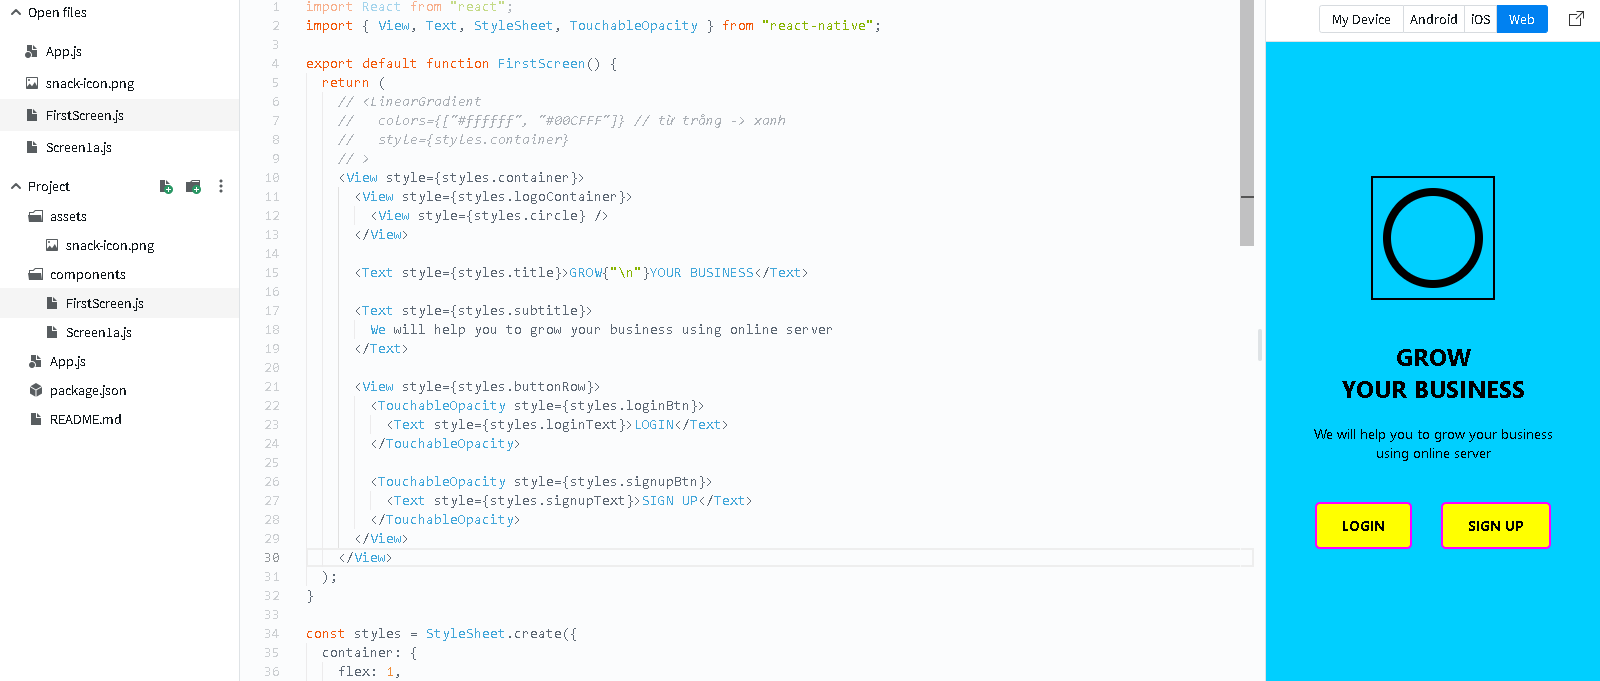 Open files
App.js
snack-icon.png
FirstScreen.js
Screen1a.js
Project
assets
snack-icon.png
components
FirstScreen.js
Screen1a.js
App.js
package.json
README.md
1 import React from "react";
2 import { View, Text, StyleSheet, TouchableOpacity } from "react-native";
3
4 export default function FirstScreen() {
5   return (
6     // <LinearGradient
7     //   colors={["#ffffff", "#00CFFF"]} // từ trắng -> xanh
8     //   style={styles.container}
9     // >
10     <View style={styles.container}>
11       <View style={styles.logoContainer}>
12         <View style={styles.circle} />
13       </View>
14
15       <Text style={styles.title}>GROW{"\n"}YOUR BUSINESS</Text>
16
17       <Text style={styles.subtitle}>
18         We will help you to grow your business using online server
19       </Text>
20
21       <View style={styles.buttonRow}>
22         <TouchableOpacity style={styles.loginBtn}>
23           <Text style={styles.loginText}>LOGIN</Text>
24         </TouchableOpacity>
25
26         <TouchableOpacity style={styles.signupBtn}>
27           <Text style={styles.signupText}>SIGN UP</Text>
28         </TouchableOpacity>
29       </View>
30     </View>
31   );
32 }
33
34 const styles = StyleSheet.create({
35   container: {
36     flex: 1,
My Device Android iOS Web
GROW
YOUR BUSINESS
We will help you to grow your business
using online server
LOGIN SIGN UP